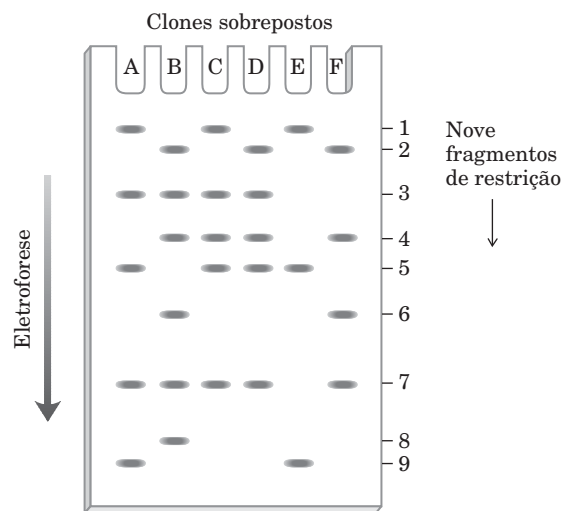 Clones sobrepostos
A B C D E F
1
2
3
4
5
6
7
8
9
Nove
fragmentos
de restrição
Eletroforese